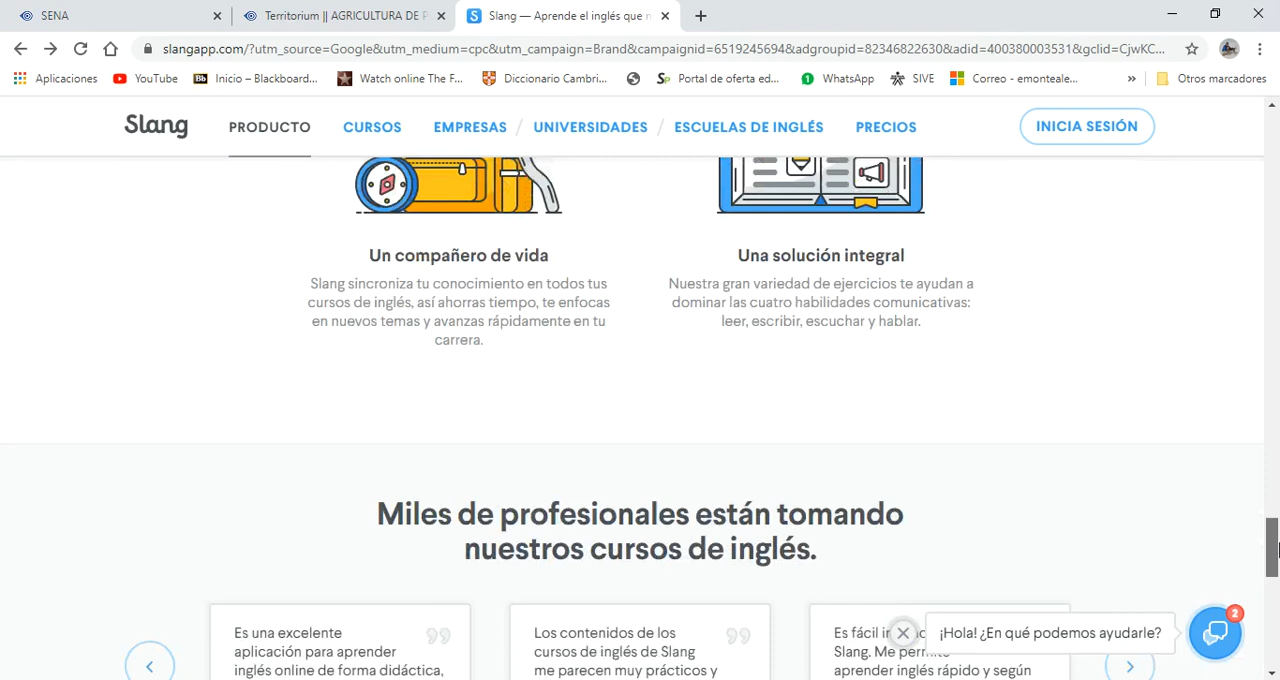 SENA
Territorium || AGRICULTURA DE P
Slang — Aprende el inglés que n
slangapp.com/?utm_source=Google&utm_medium=cpc&utm_campaign=Brand&campaignid=6519245694&adgroupid=82346822630&adid=400380003531&gclid=CjwKC...
Aplicaciones
YouTube
Bb Inicio – Blackboard...
Watch online The F...
Diccionario Cambri...
Sp Portal de oferta ed...
1 WhatsApp
SIVE
Correo - emonteale...
»
Otros marcadores
Slang
PRODUCTO
CURSOS
EMPRESAS / UNIVERSIDADES / ESCUELAS DE INGLÉS
PRECIOS
INICIA SESIÓN
Un compañero de vida
Slang sincroniza tu conocimiento en todos tus
cursos de inglés, así ahorras tiempo, te enfocas
en nuevos temas y avanzas rápidamente en tu
carrera.
Una solución integral
Nuestra gran variedad de ejercicios te ayudan a
dominar las cuatro habilidades comunicativas:
leer, escribir, escuchar y hablar.
Miles de profesionales están tomando
nuestros cursos de inglés.
Es una excelente
aplicación para aprender
inglés online de forma didáctica,
Los contenidos de los
cursos de inglés de Slang
me parecen muy prácticos y
Es fácil
Slang. Me
aprender inglés rápido y según
¡Hola! ¿En qué podemos ayudarle?
2